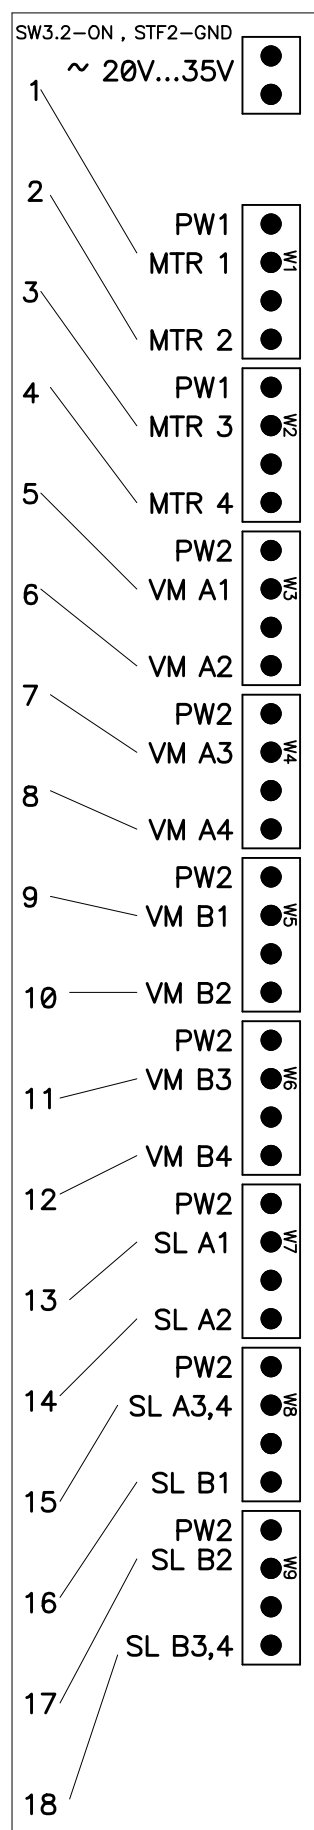 SW3.2-ON , STF2-GND
~ 20V...35V
1
2
PW1
MTR 1 W1
3
MTR 2
4
PW1
MTR 3 W2
5
MTR 4
PW2
6
VM A1 W3
VM A2
7
PW2
VM A3 W4
8
VM A4
9
PW2
VM B1 W5
10
VM B2
PW2
11
VM B3 W6
VM B4
12
PW2
SL A1 W7
13
SL A2
PW2
14
SL A3,4 W8
15
SL B1
PW2
16
SL B2 W9
SL B3,4
17
18